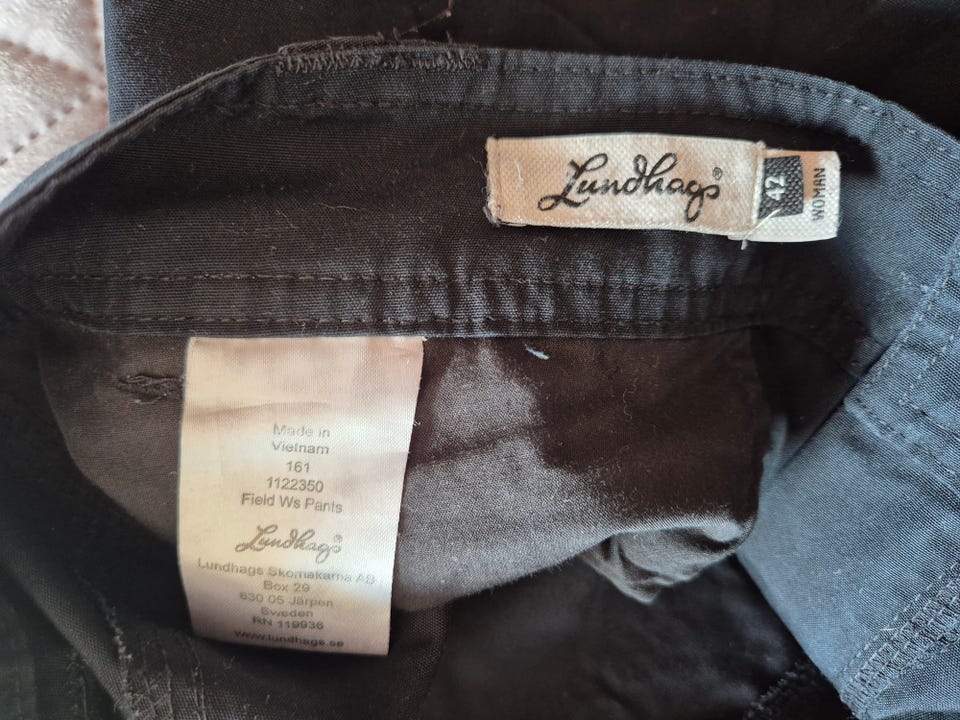 Lundhags®
42
WOMAN
Made in
Vietnam
161
1122350
Field Ws Pants
Lundhags®
Lundhags Skomakarna AB
Box 29
830 05 Järpen
Sweden
RN 119936
www.lundhags.se